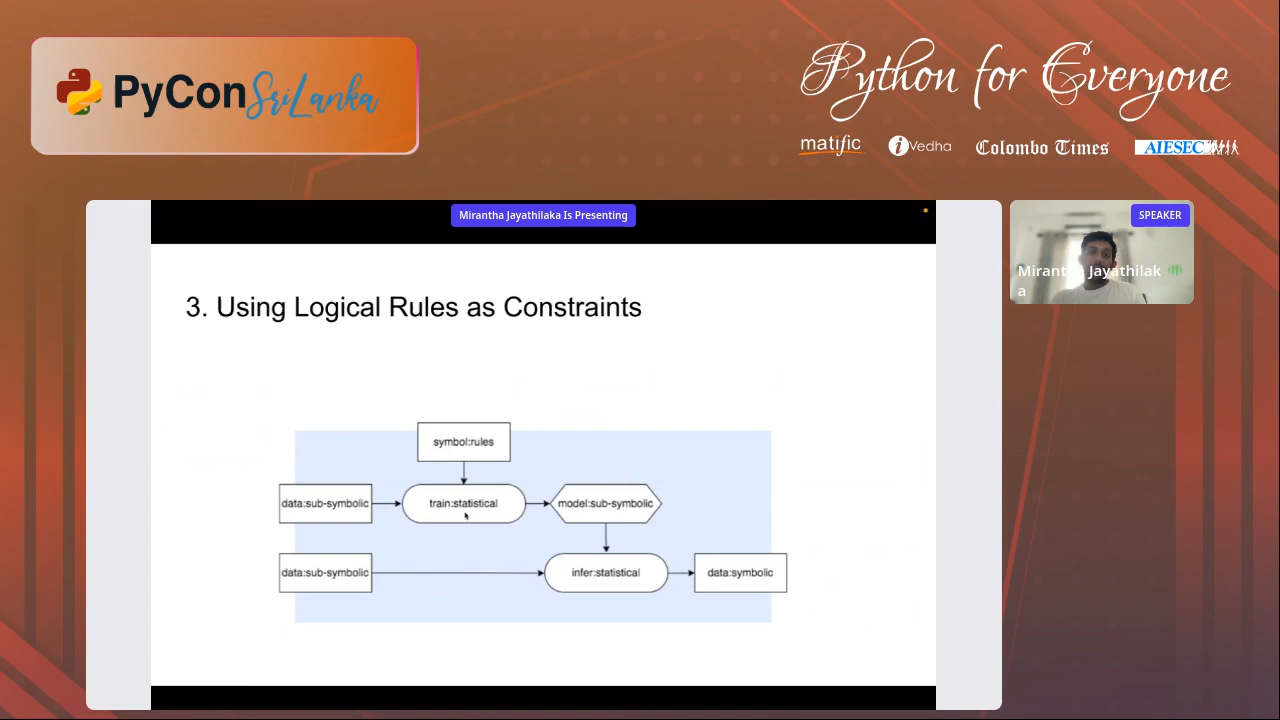 PyCon SriLanka
Python for Everyone
matific
iVedha
Colombo Times
AIESEC
Mirantha Jayathilaka Is Presenting
SPEAKER
Mirantha Jayathilak
a
3. Using Logical Rules as Constraints
symbol:rules
data:sub-symbolic
train:statistical
model:sub-symbolic
data:sub-symbolic
infer:statistical
data:symbolic